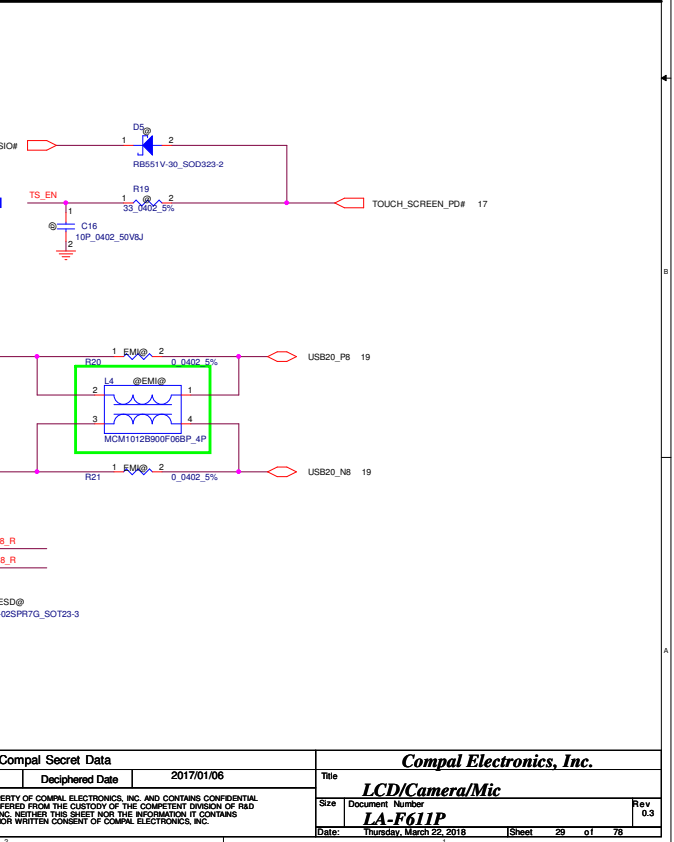 D5
@
SIO#
1
2
RB551V-30_SOD323-2
TS_EN
R19
1
@
2
33_0402_5%
TOUCH_SCREEN_PD# 17
1
@
C16
10P_0402_50V8J
2
B
1 EMI@ 2
R20
0_0402_5%
USB20_P8 19
L4 @EMI@
2
1
3
4
MCM1012B900F06BP_4P
1 EMI@ 2
R21
0_0402_5%
USB20_N8 19
8_R
8_R
ESD@
-02SPR7G_SOT23-3
A
Compal Secret Data
Deciphered Date 2017/01/06
ERTY OF COMPAL ELECTRONICS, INC. AND CONTAINS CONFIDENTIAL
FERED FROM THE CUSTODY OF THE COMPETENT DIVISION OF R&D
NC. NEITHER THIS SHEET NOR THE INFORMATION IT CONTAINS
OR WRITTEN CONSENT OF COMPAL ELECTRONICS, INC.
Compal Electronics, Inc.
Title
LCD/Camera/Mic
Size Document Number Rev
LA-F611P 0.3
Date: Thursday, March 22, 2018 Sheet 29 of 78